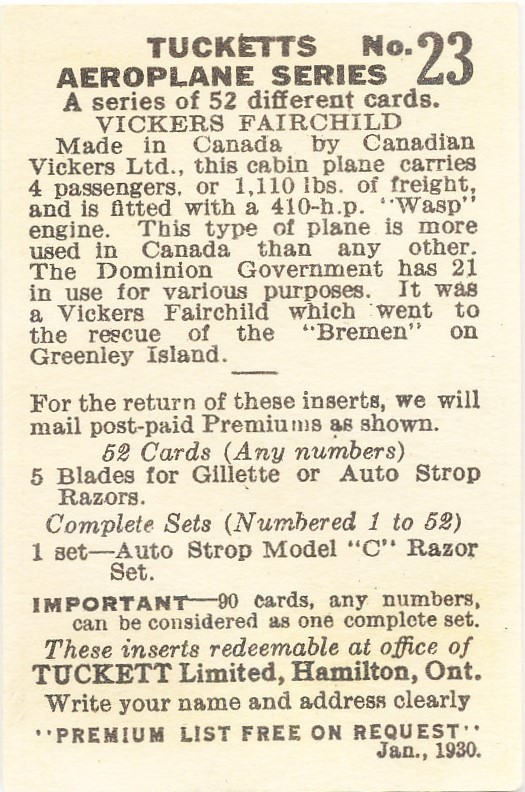 TUCKETTS No. 23
AEROPLANE SERIES
A series of 52 different cards.
VICKERS FAIRCHILD
Made in Canada by Canadian
Vickers Ltd., this cabin plane carries
4 passengers, or 1,110 lbs. of freight,
and is fitted with a 410-h.p. "Wasp"
engine. This type of plane is more
used in Canada than any other.
The Dominion Government has 21
in use for various purposes. It was
a Vickers Fairchild which went to
the rescue of the "Bremen" on
Greenley Island.
For the return of these inserts, we will
mail post-paid Premiums as shown.
52 Cards (Any numbers)
5 Blades for Gillette or Auto Strop
Razors.
Complete Sets (Numbered 1 to 52)
1 set—Auto Strop Model "C" Razor
Set.
IMPORTANT—90 cards, any numbers,
can be considered as one complete set.
These inserts redeemable at office of
TUCKETT Limited, Hamilton, Ont.
Write your name and address clearly
"PREMIUM LIST FREE ON REQUEST"
Jan., 1930.